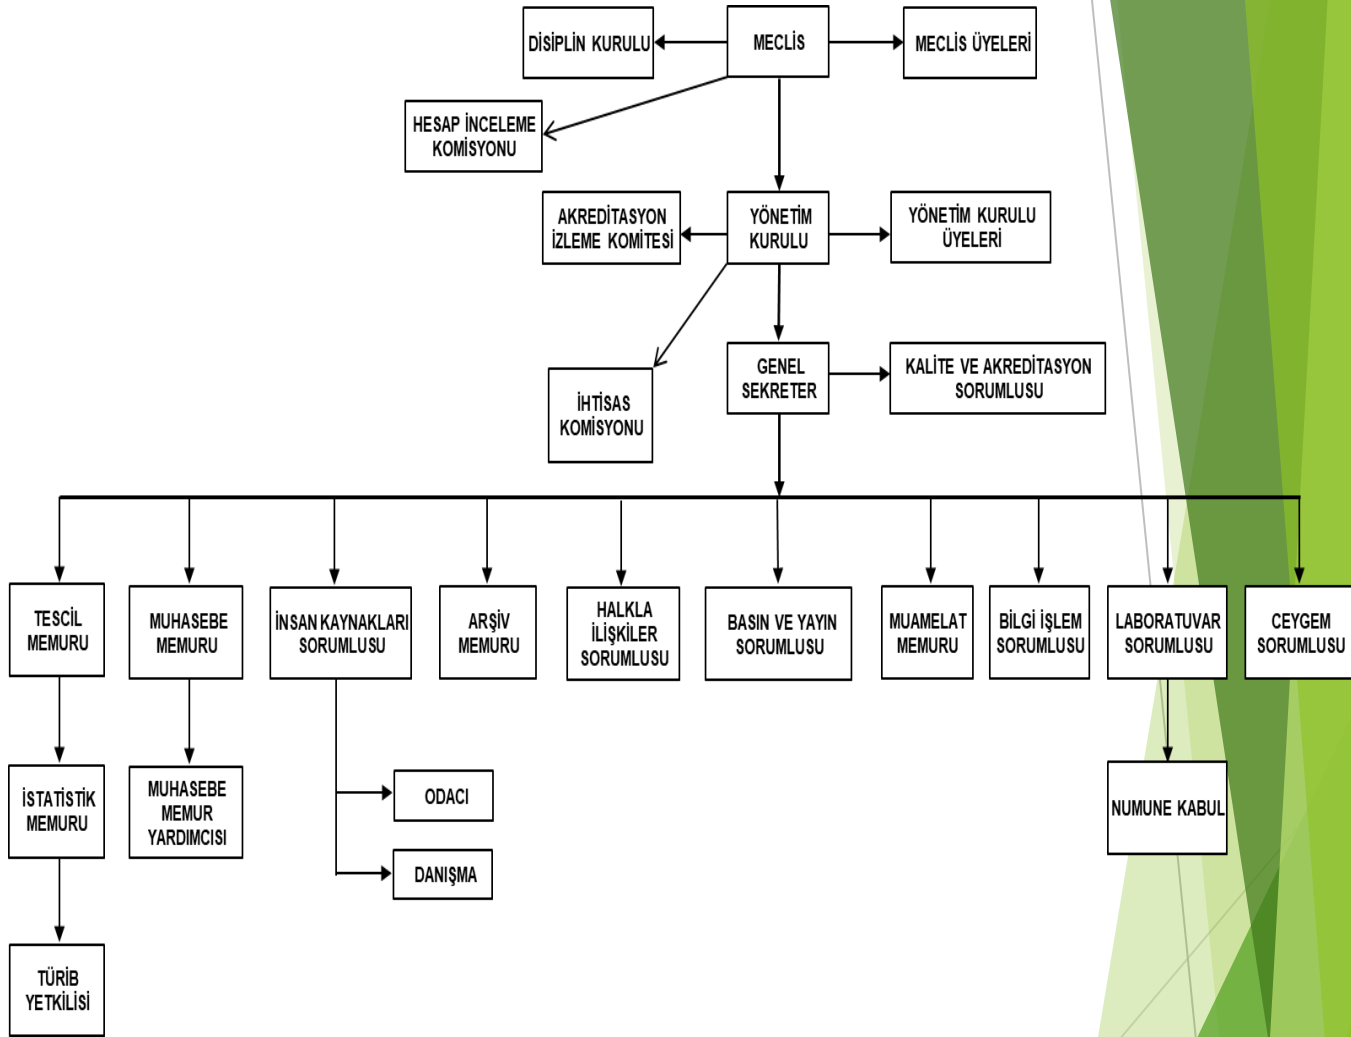 DİSİPLİN KURULU
MECLİS
MECLİS ÜYELERİ
HESAP İNCELEME
KOMİSYONU
AKREDİTASYON
İZLEME KOMİTESİ
YÖNETİM
KURULU
YÖNETİM KURULU
ÜYELERİ
İHTİSAS
KOMİSYONU
GENEL
SEKRETER
KALİTE VE AKREDİTASYON
SORUMLUSU
TESCİL
MEMURU
MUHASEBE
MEMURU
İNSAN KAYNAKLARI
SORUMLUSU
ARŞİV
MEMURU
HALKLA
İLİŞKİLER
SORUMLUSU
BASIN VE YAYIN
SORUMLUSU
MUAMELAT
MEMURU
BİLGİ İŞLEM
SORUMLUSU
LABORATUVAR
SORUMLUSU
CEYGEM
SORUMLUSU
İSTATİSTİK
MEMURU
MUHASEBE
MEMUR
YARDIMCISI
ODACI
DANIŞMA
NUMUNE KABUL
TÜRİB
YETKİLİSİ